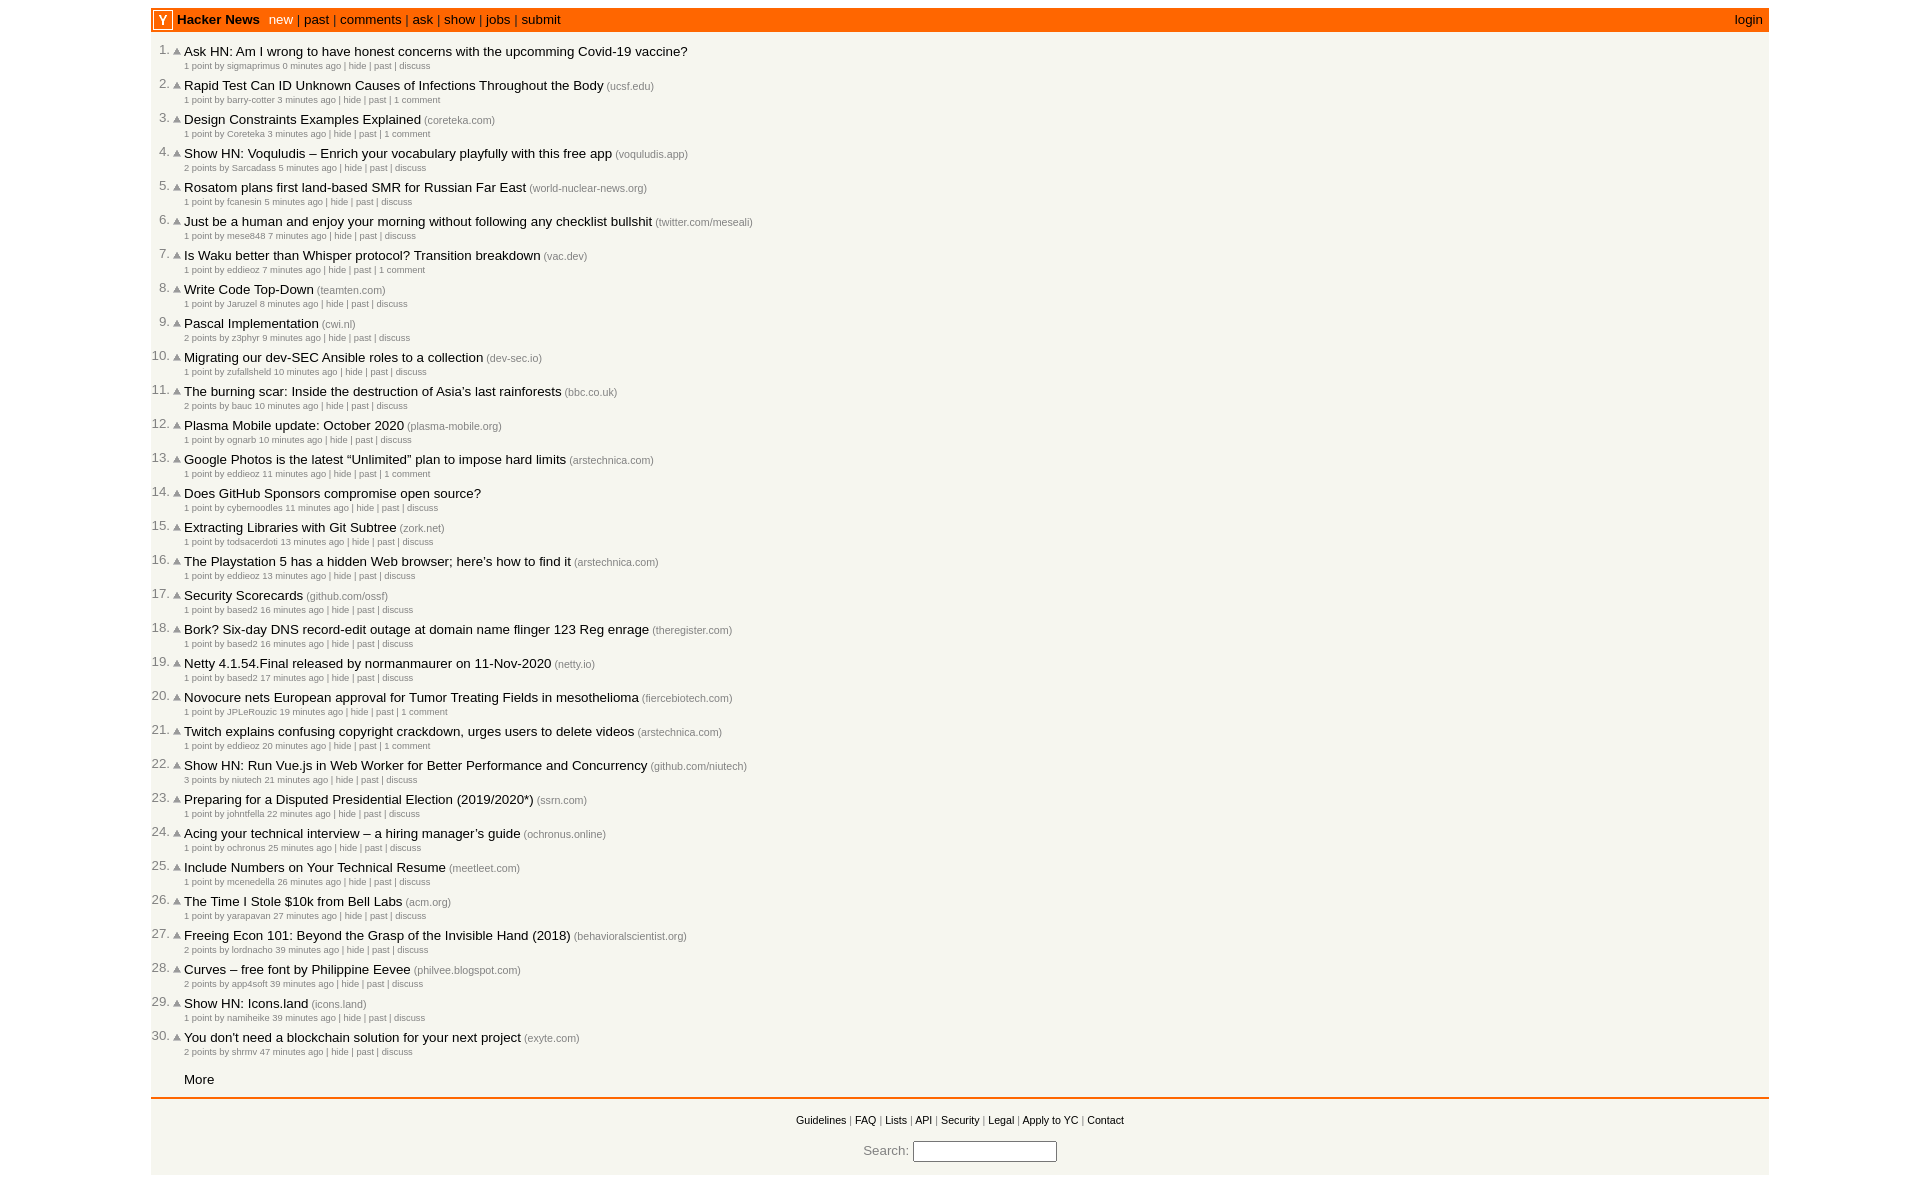 Y Hacker News new | past | comments | ask | show | jobs | submit login
1. Ask HN: Am I wrong to have honest concerns with the upcomming Covid-19 vaccine?
1 point by sigmaprimus 0 minutes ago | hide | past | discuss
2. Rapid Test Can ID Unknown Causes of Infections Throughout the Body (ucsf.edu)
1 point by barry-cotter 3 minutes ago | hide | past | 1 comment
3. Design Constraints Examples Explained (coreteka.com)
1 point by Coreteka 3 minutes ago | hide | past | 1 comment
4. Show HN: Voquludis – Enrich your vocabulary playfully with this free app (voquludis.app)
2 points by Sarcadass 5 minutes ago | hide | past | discuss
5. Rosatom plans first land-based SMR for Russian Far East (world-nuclear-news.org)
1 point by fcanesin 5 minutes ago | hide | past | discuss
6. Just be a human and enjoy your morning without following any checklist bullshit (twitter.com/meseali)
1 point by mese848 7 minutes ago | hide | past | discuss
7. Is Waku better than Whisper protocol? Transition breakdown (vac.dev)
1 point by eddieoz 7 minutes ago | hide | past | 1 comment
8. Write Code Top-Down (teamten.com)
1 point by Jaruzel 8 minutes ago | hide | past | discuss
9. Pascal Implementation (cwi.nl)
2 points by z3phyr 9 minutes ago | hide | past | discuss
10. Migrating our dev-SEC Ansible roles to a collection (dev-sec.io)
1 point by zufallsheld 10 minutes ago | hide | past | discuss
11. The burning scar: Inside the destruction of Asia’s last rainforests (bbc.co.uk)
2 points by bauc 10 minutes ago | hide | past | discuss
12. Plasma Mobile update: October 2020 (plasma-mobile.org)
1 point by ognarb 10 minutes ago | hide | past | discuss
13. Google Photos is the latest “Unlimited” plan to impose hard limits (arstechnica.com)
1 point by eddieoz 11 minutes ago | hide | past | 1 comment
14. Does GitHub Sponsors compromise open source?
1 point by cybernoodles 11 minutes ago | hide | past | discuss
15. Extracting Libraries with Git Subtree (zork.net)
1 point by todsacerdoti 13 minutes ago | hide | past | discuss
16. The Playstation 5 has a hidden Web browser; here’s how to find it (arstechnica.com)
1 point by eddieoz 13 minutes ago | hide | past | discuss
17. Security Scorecards (github.com/ossf)
1 point by based2 16 minutes ago | hide | past | discuss
18. Bork? Six-day DNS record-edit outage at domain name flinger 123 Reg enrage (theregister.com)
1 point by based2 16 minutes ago | hide | past | discuss
19. Netty 4.1.54.Final released by normanmaurer on 11-Nov-2020 (netty.io)
1 point by based2 17 minutes ago | hide | past | discuss
20. Novocure nets European approval for Tumor Treating Fields in mesothelioma (fiercebiotech.com)
1 point by JPLeRouzic 19 minutes ago | hide | past | 1 comment
21. Twitch explains confusing copyright crackdown, urges users to delete videos (arstechnica.com)
1 point by eddieoz 20 minutes ago | hide | past | 1 comment
22. Show HN: Run Vue.js in Web Worker for Better Performance and Concurrency (github.com/niutech)
3 points by niutech 21 minutes ago | hide | past | discuss
23. Preparing for a Disputed Presidential Election (2019/2020*) (ssrn.com)
1 point by johntfella 22 minutes ago | hide | past | discuss
24. Acing your technical interview – a hiring manager’s guide (ochronus.online)
1 point by ochronus 25 minutes ago | hide | past | discuss
25. Include Numbers on Your Technical Resume (meetleet.com)
1 point by mcenedella 26 minutes ago | hide | past | discuss
26. The Time I Stole $10k from Bell Labs (acm.org)
1 point by yarapavan 27 minutes ago | hide | past | discuss
27. Freeing Econ 101: Beyond the Grasp of the Invisible Hand (2018) (behavioralscientist.org)
2 points by lordnacho 39 minutes ago | hide | past | discuss
28. Curves – free font by Philippine Eevee (philvee.blogspot.com)
2 points by app4soft 39 minutes ago | hide | past | discuss
29. Show HN: Icons.land (icons.land)
1 point by namiheike 39 minutes ago | hide | past | discuss
30. You don't need a blockchain solution for your next project (exyte.com)
2 points by shrmv 47 minutes ago | hide | past | discuss
More
Guidelines | FAQ | Lists | API | Security | Legal | Apply to YC | Contact
Search: